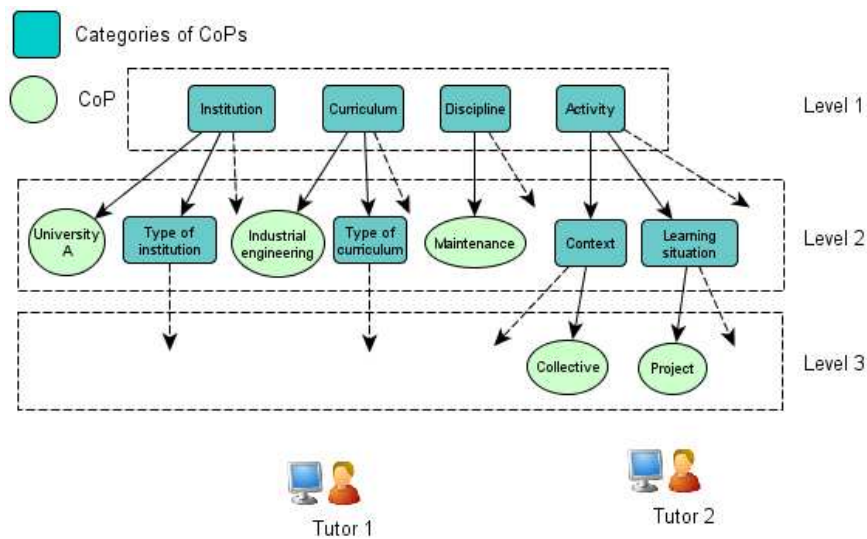 Categories of CoPs
CoP
Institution
Curriculum
Discipline
Activity
Level 1
University
A
Type of
institution
Industrial
engineering
Type of
curriculum
Maintenance
Context
Learning
situation
Level 2
Collective
Project
Level 3
Tutor 1
Tutor 2